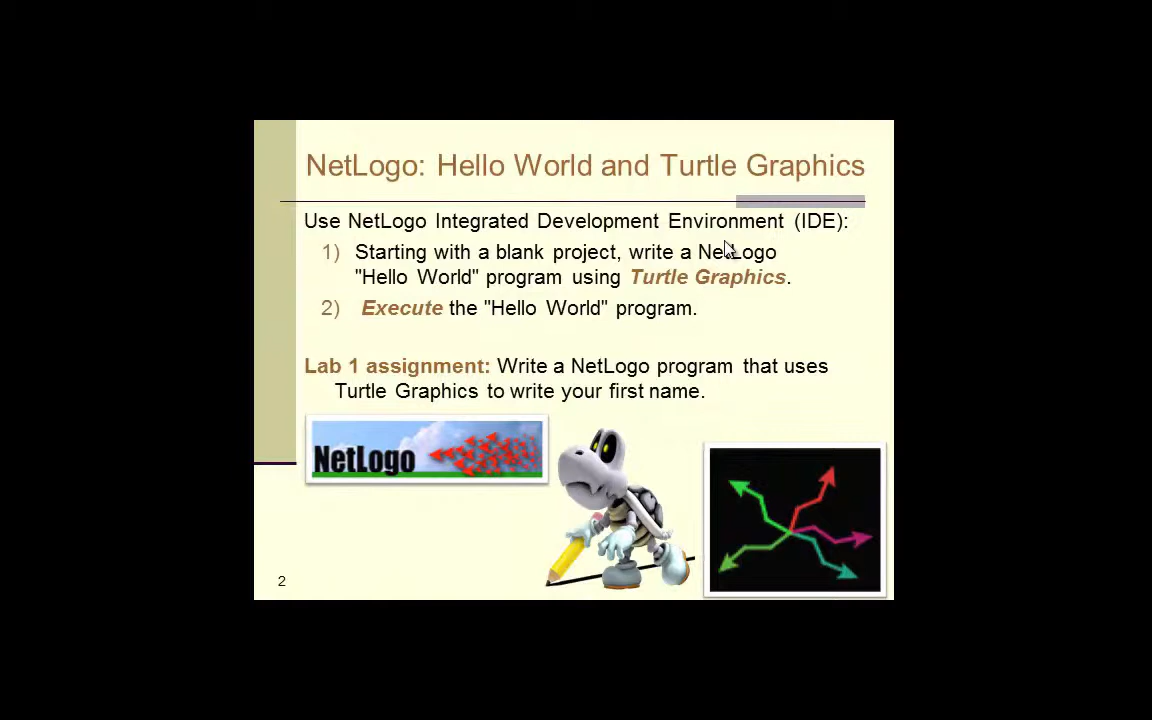 NetLogo: Hello World and Turtle Graphics
Use NetLogo Integrated Development Environment (IDE):
1) Starting with a blank project, write a NetLogo
"Hello World" program using Turtle Graphics.
2) Execute the "Hello World" program.
Lab 1 assignment: Write a NetLogo program that uses
Turtle Graphics to write your first name.
NetLogo
2